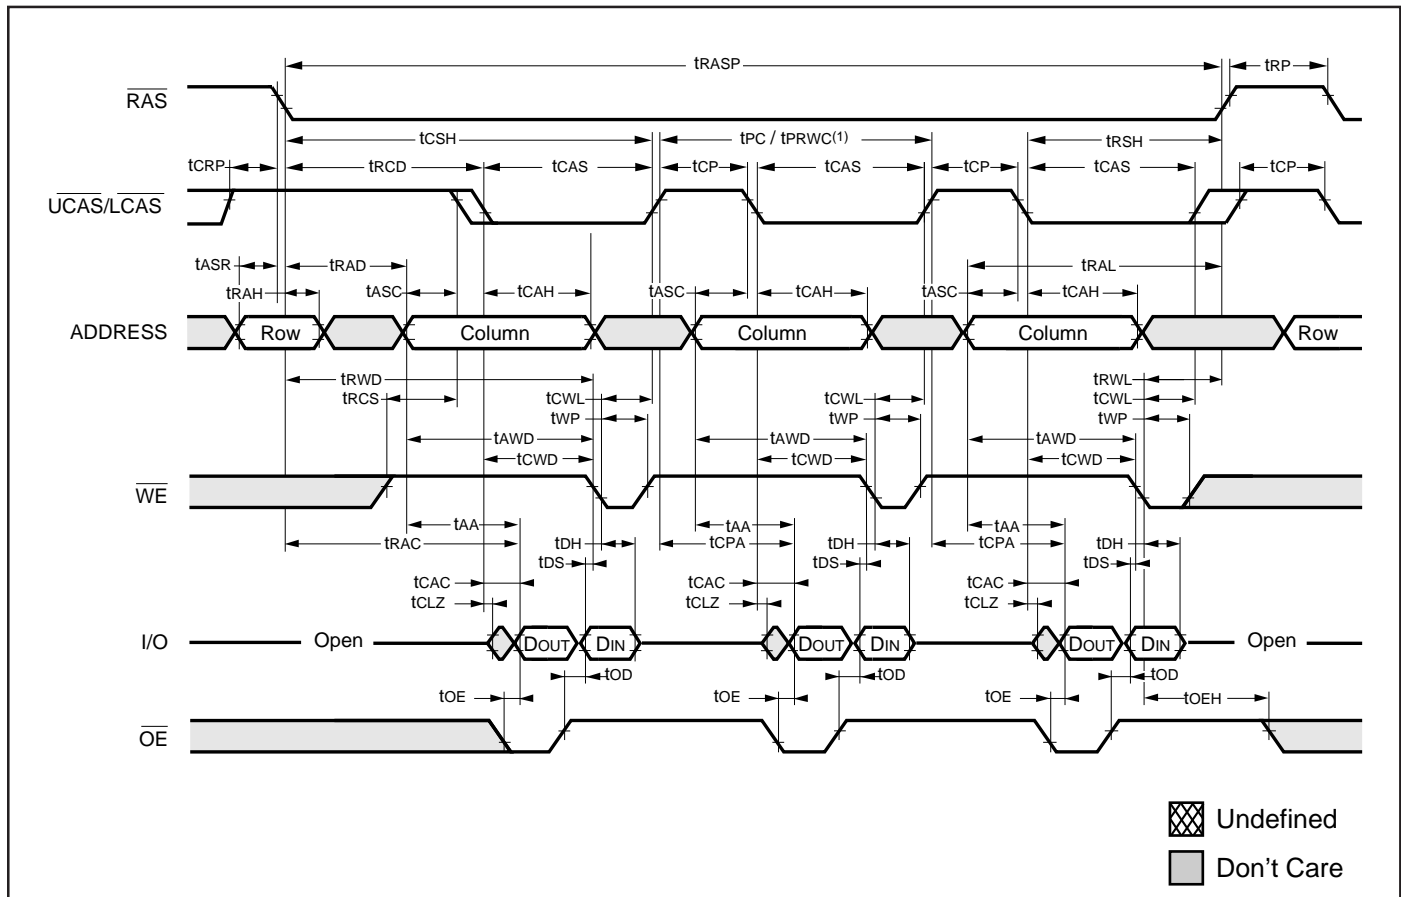 tRASP tRP
RAS
tCSH tPC / tPRWC(1) tRSH
tCRP tRCD tCAS tCP tCAS tCP tCAS tCP
UCAS/LCAS
tASR tRAD tRAL
tRAH tASC tCAH tASC tCAH tASC tCAH
ADDRESS Row Column Column Column Row
tRWD tRWL
tRCS tCWL tCWL tCWL
tWP tWP tWP
tAWD tAWD tAWD
tCWD tCWD tCWD
WE
tAA tAA tAA
tRAC tDH tCPA tDH tCPA tDH
tDS tDS tDS
tCAC tCAC tCAC
tCLZ tCLZ tCLZ
I/O Open DOUT DIN DOUT DIN DOUT DIN Open
tOD tOD tOD
tOE tOE tOE tOEH
OE
Undefined
Don't Care